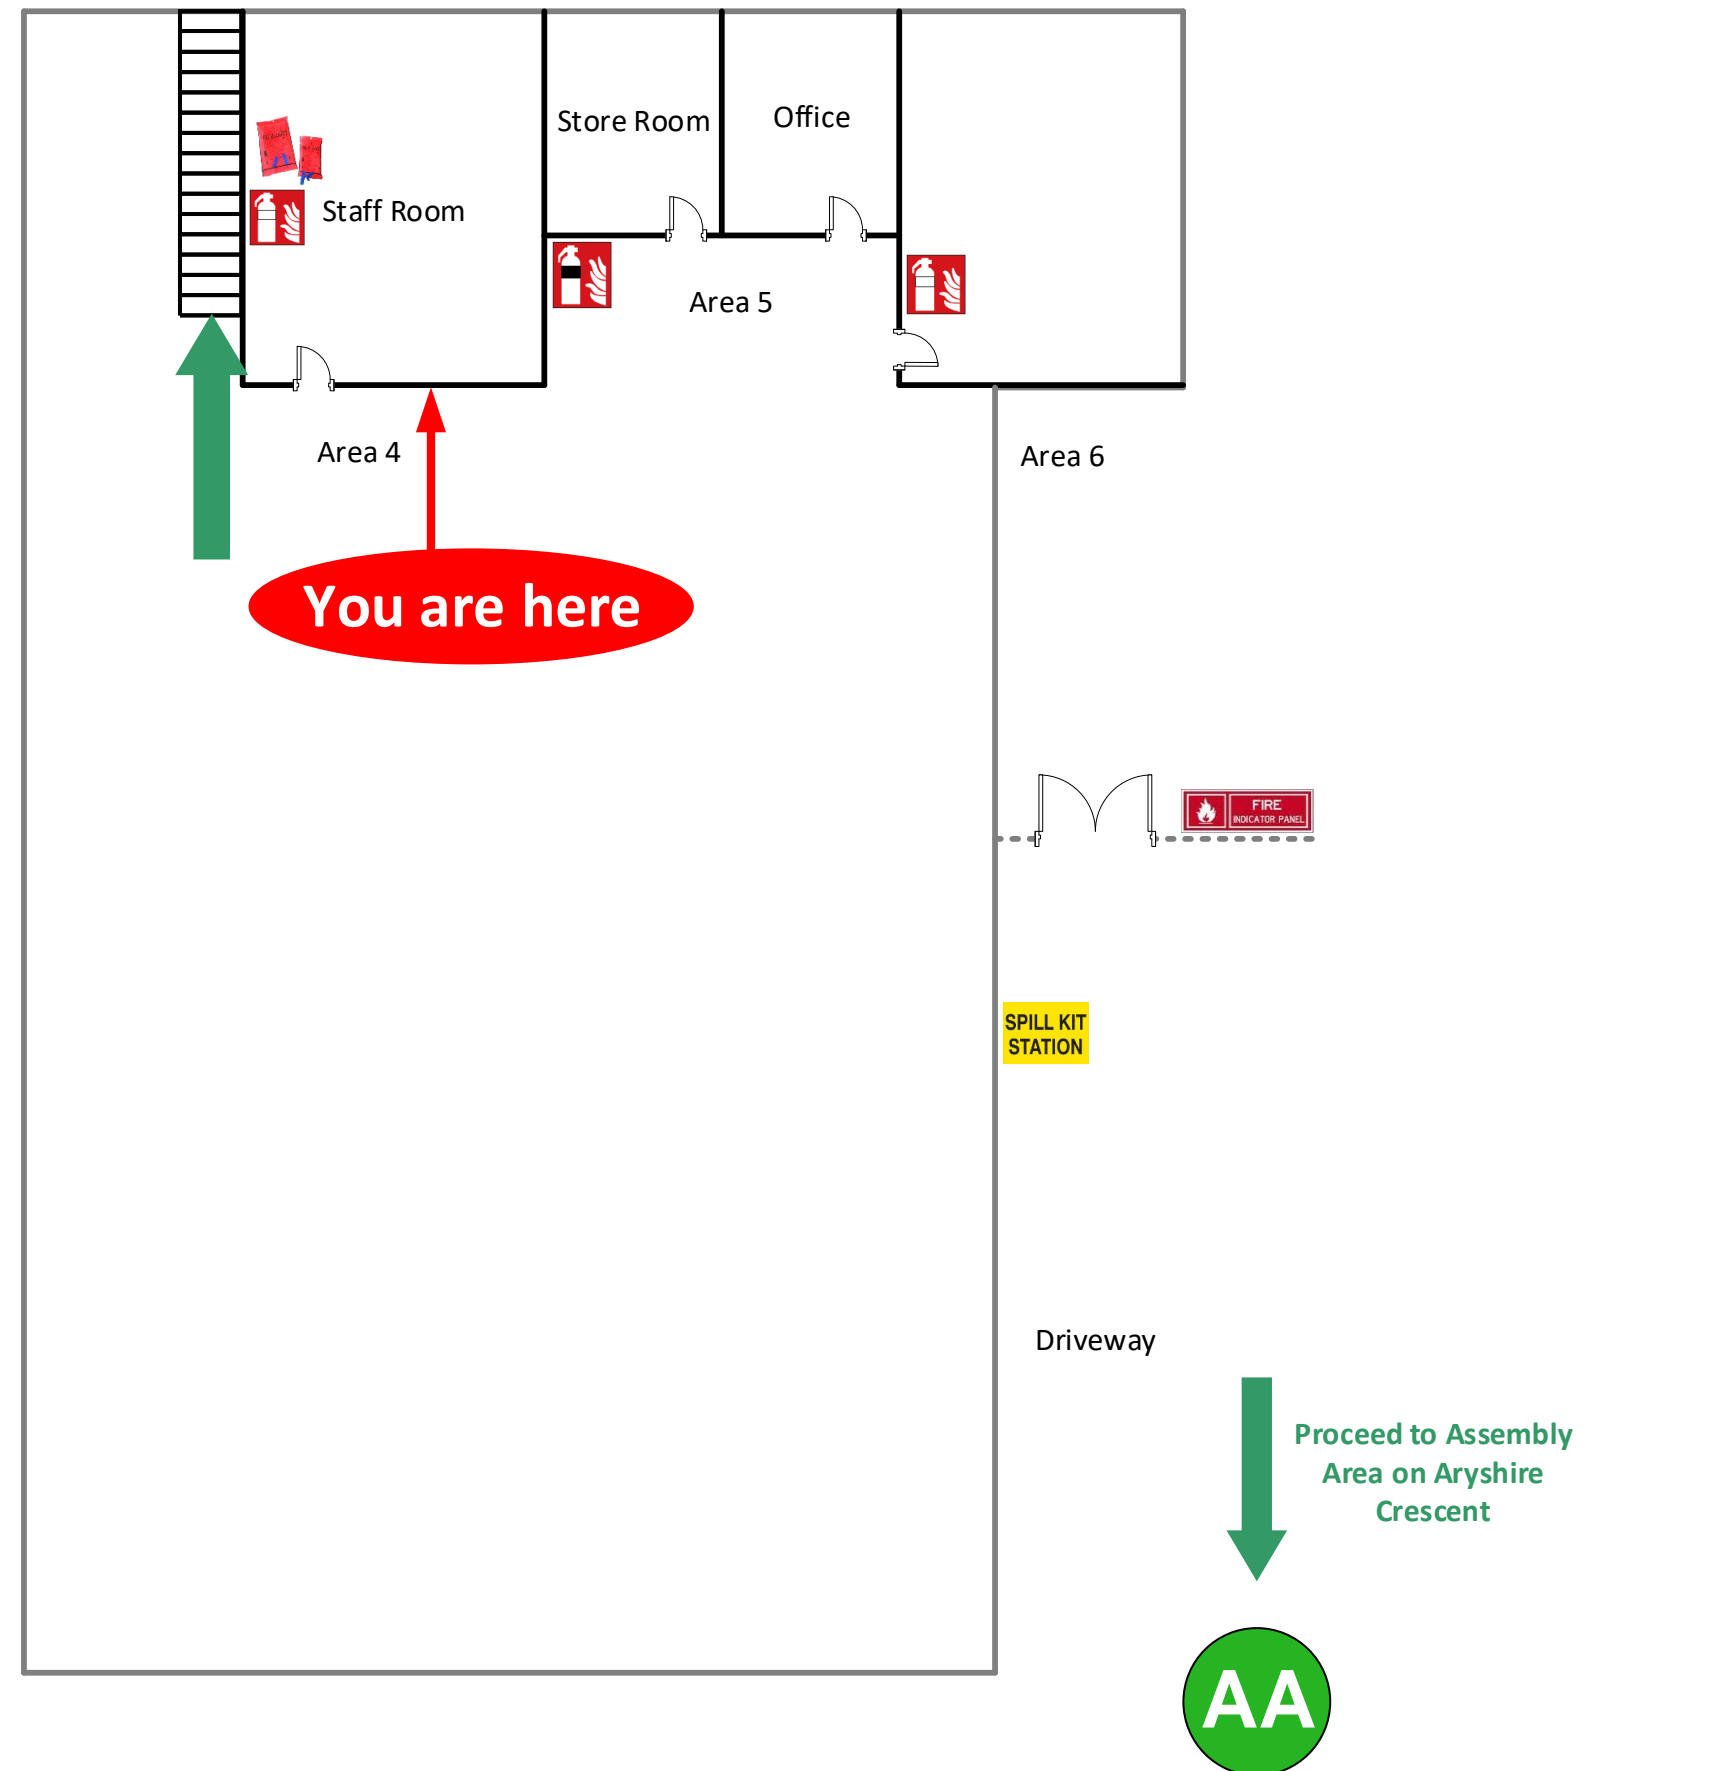 Store Room
Office
Staff Room
Area 5
Area 4
Area 6
You are here
FIRE
INDICATOR PANEL
SPILL KIT
STATION
Driveway
Proceed to Assembly
Area on Aryshire
Crescent
AA